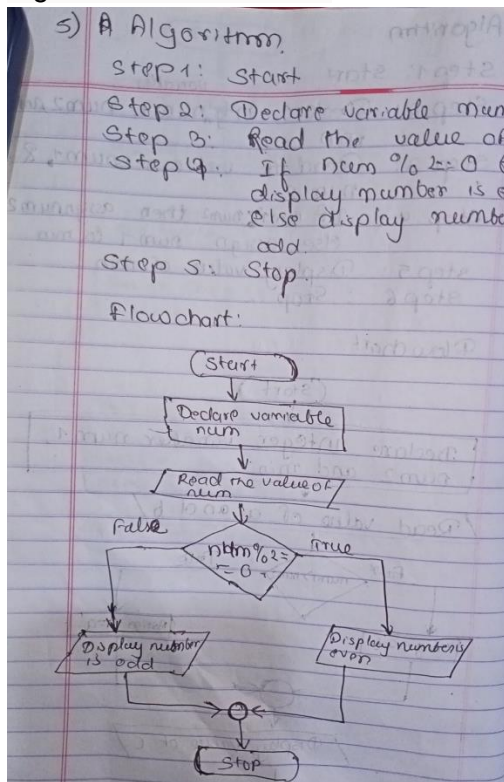 5) A Algorithm
Step 1: Start
Step 2: Declare variable num
Step 3: Read the value of
Step 4: If num % 2 == 0
display number is e
else display numbe
odd.
Step 5: Stop.
Flowchart:
Start
Declare vamiable
num
Read the value of
num
False
True
num % 2 =
= 0
Display number
is odd
Display number is
even
Stop